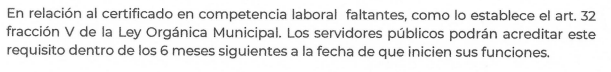 En relación al certificado en competencia laboral faltantes, como lo establece el art. 32
fracción V de la Ley Orgánica Municipal. Los servidores públicos podrán acreditar este
requisito dentro de los 6 meses siguientes a la fecha de que inicien sus funciones.